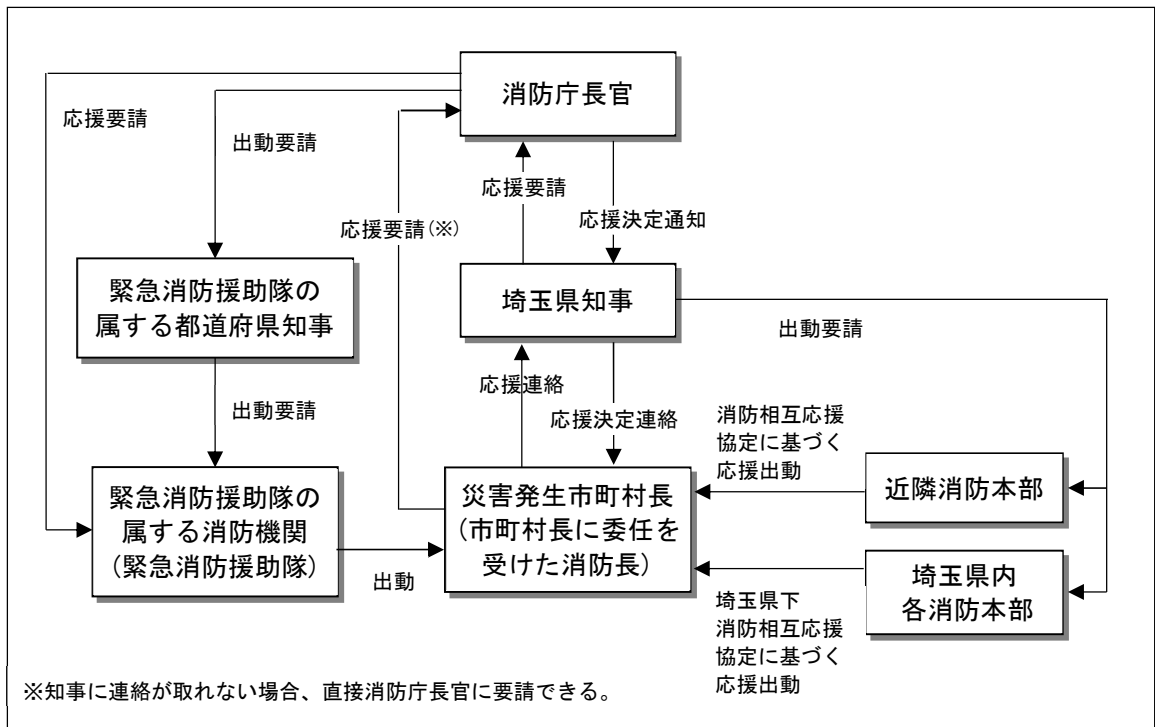 消防庁長官
応援要請
出動要請
応援要請
応援決定通知
応援要請(※)
緊急消防援助隊の
属する都道府県知事
埼玉県知事
出動要請
応援連絡
応援決定連絡
出動要請
消防相互応援
協定に基づく
応援出動
近隣消防本部
緊急消防援助隊の
属する消防機関
(緊急消防援助隊)
出動
災害発生市町村長
(市町村長に委任を
受けた消防長)
埼玉県内
各消防本部
埼玉県下
消防相互応援
協定に基づく
応援出動
※知事に連絡が取れない場合、直接消防庁長官に要請できる。